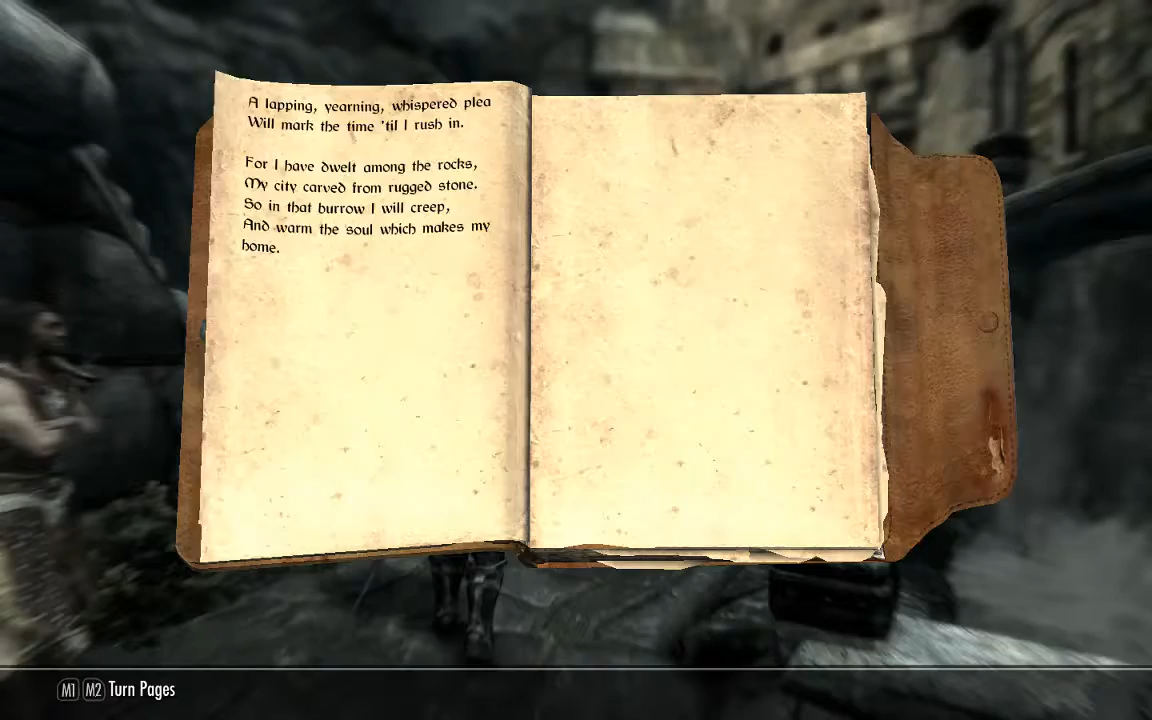 A lapping, yearning, whispered plea
Will mark the time 'til I rush in.
For I have dwelt among the rocks,
My city carved from rugged stone.
So in that burrow I will creep,
And warm the soul which makes my
home.
M1 M2 Turn Pages